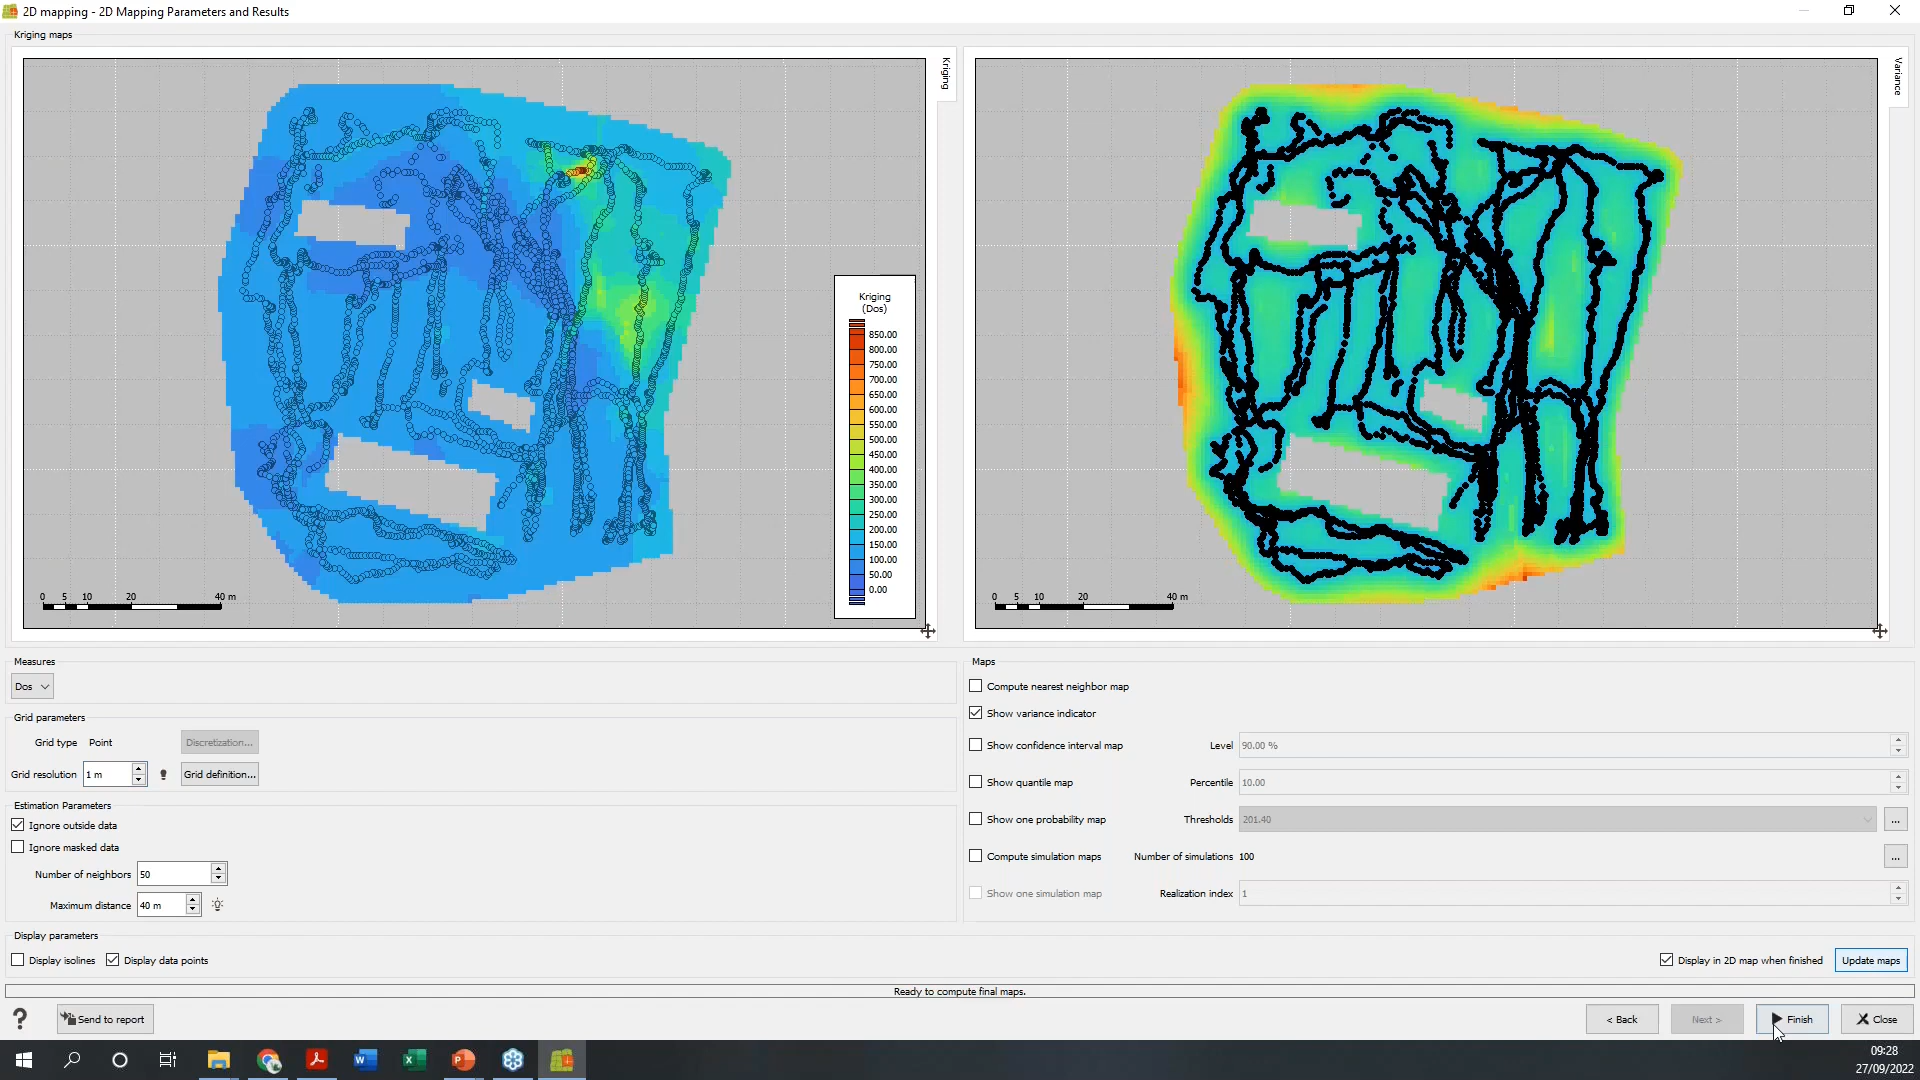 2D mapping - 2D Mapping Parameters and Results
Kriging maps
Kriging
Variance
Kriging
(Dos)
850.00
800.00
750.00
700.00
650.00
600.00
550.00
500.00
450.00
400.00
350.00
300.00
250.00
200.00
150.00
100.00
50.00
0.00
0 5 10 20 40 m
0 5 10 20 40 m
Measures
Dos
Grid parameters
Grid type Point Discretization...
Grid resolution 1 m Grid definition...
Estimation Parameters
Ignore outside data
Ignore masked data
Number of neighbors 50
Maximum distance 40 m
Maps
Compute nearest neighbor map
Show variance indicator
Show confidence interval map Level 90.00 %
Show quantile map Percentile 10.00
Show one probability map Thresholds 201.40 ...
Compute simulation maps Number of simulations 100 ...
Show one simulation map Realization index 1
Display parameters
Display isolines Display data points
Display in 2D map when finished Update maps
Ready to compute final maps.
? Send to report < Back Next > Finish Close
09:28
27/09/2022